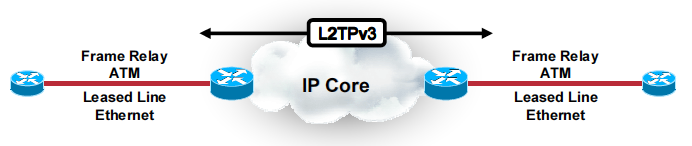 L2TPv3
Frame Relay
ATM
Leased Line
Ethernet
IP Core
Frame Relay
ATM
Leased Line
Ethernet